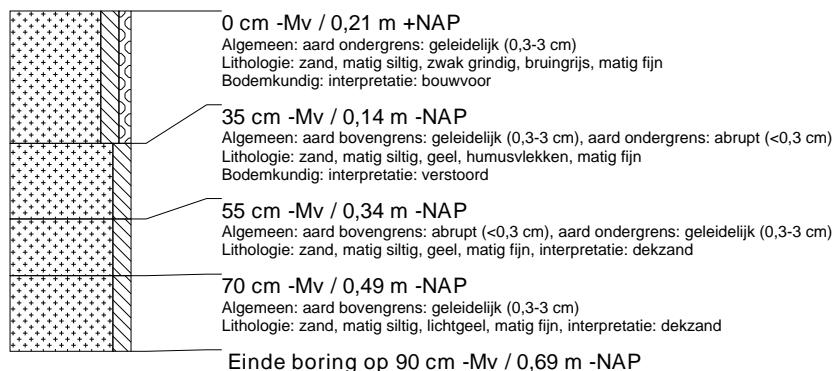 0 cm -Mv / 0,21 m +NAP
Algemeen: aard ondergrens: geleidelijk (0,3-3 cm)
Lithologie: zand, matig siltig, zwak grindig, bruingrijs, matig fijn
Bodemkundig: interpretatie: bouwvoor
35 cm -Mv / 0,14 m -NAP
Algemeen: aard bovengrens: geleidelijk (0,3-3 cm), aard ondergrens: abrupt (<0,3 cm)
Lithologie: zand, matig siltig, geel, humusvlekken, matig fijn
Bodemkundig: interpretatie: verstoord
55 cm -Mv / 0,34 m -NAP
Algemeen: aard bovengrens: abrupt (<0,3 cm), aard ondergrens: geleidelijk (0,3-3 cm)
Lithologie: zand, matig siltig, geel, matig fijn, interpretatie: dekzand
70 cm -Mv / 0,49 m -NAP
Algemeen: aard bovengrens: geleidelijk (0,3-3 cm)
Lithologie: zand, matig siltig, lichtgeel, matig fijn, interpretatie: dekzand
Einde boring op 90 cm -Mv / 0,69 m -NAP